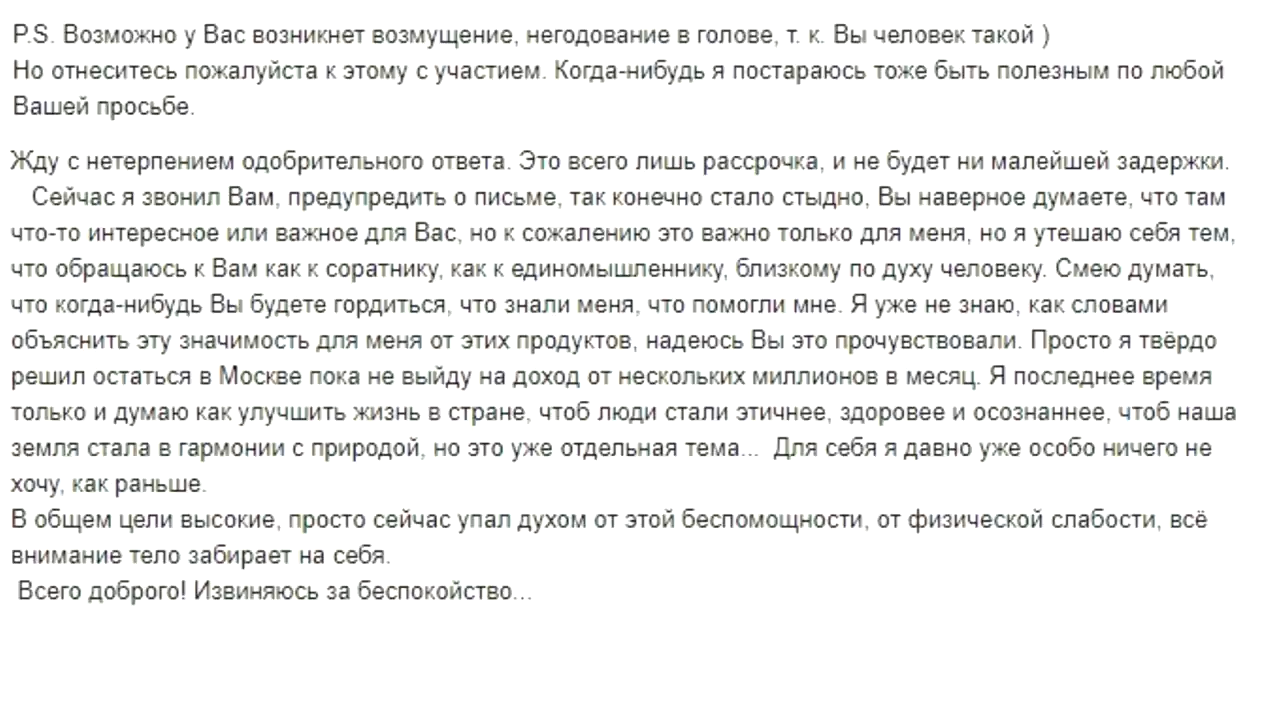 P.S. Возможно у Вас возникнет возмущение, негодование в голове, т. к. Вы человек такой )
Но отнеситесь пожалуйста к этому с участием. Когда-нибудь я постараюсь тоже быть полезным по любой
Вашей просьбе.
Жду с нетерпением одобрительного ответа. Это всего лишь рассрочка, и не будет ни малейшей задержки.
Сейчас я звонил Вам, предупредить о письме, так конечно стало стыдно, Вы наверное думаете, что там
что-то интересное или важное для Вас, но к сожалению это важно только для меня, но я утешаю себя тем,
что обращаюсь к Вам как к соратнику, как к единомышленнику, близкому по духу человеку. Смею думать,
что когда-нибудь Вы будете гордиться, что знали меня, что помогли мне. Я уже не знаю, как словами
объяснить эту значимость для меня от этих продуктов, надеюсь Вы это прочувствовали. Просто я твёрдо
решил остаться в Москве пока не выйду на доход от нескольких миллионов в месяц. Я последнее время
только и думаю как улучшить жизнь в стране, чтоб люди стали этичнее, здоровее и осознаннее, чтоб наша
земля стала в гармонии с природой, но это уже отдельная тема... Для себя я давно уже особо ничего не
хочу, как раньше.
В общем цели высокие, просто сейчас упал духом от этой беспомощности, от физической слабости, всё
внимание тело забирает на себя.
Всего доброго! Извиняюсь за беспокойство...